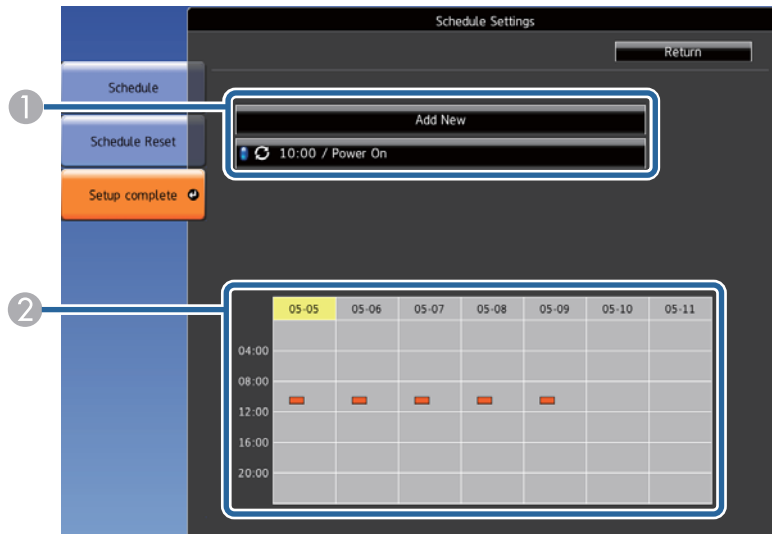 Schedule Settings
Return
Schedule
1
Add New
Schedule Reset
10:00 / Power On
Setup complete
2
05-05 05-06 05-07 05-08 05-09 05-10 05-11
04:00
08:00
12:00
16:00
20:00